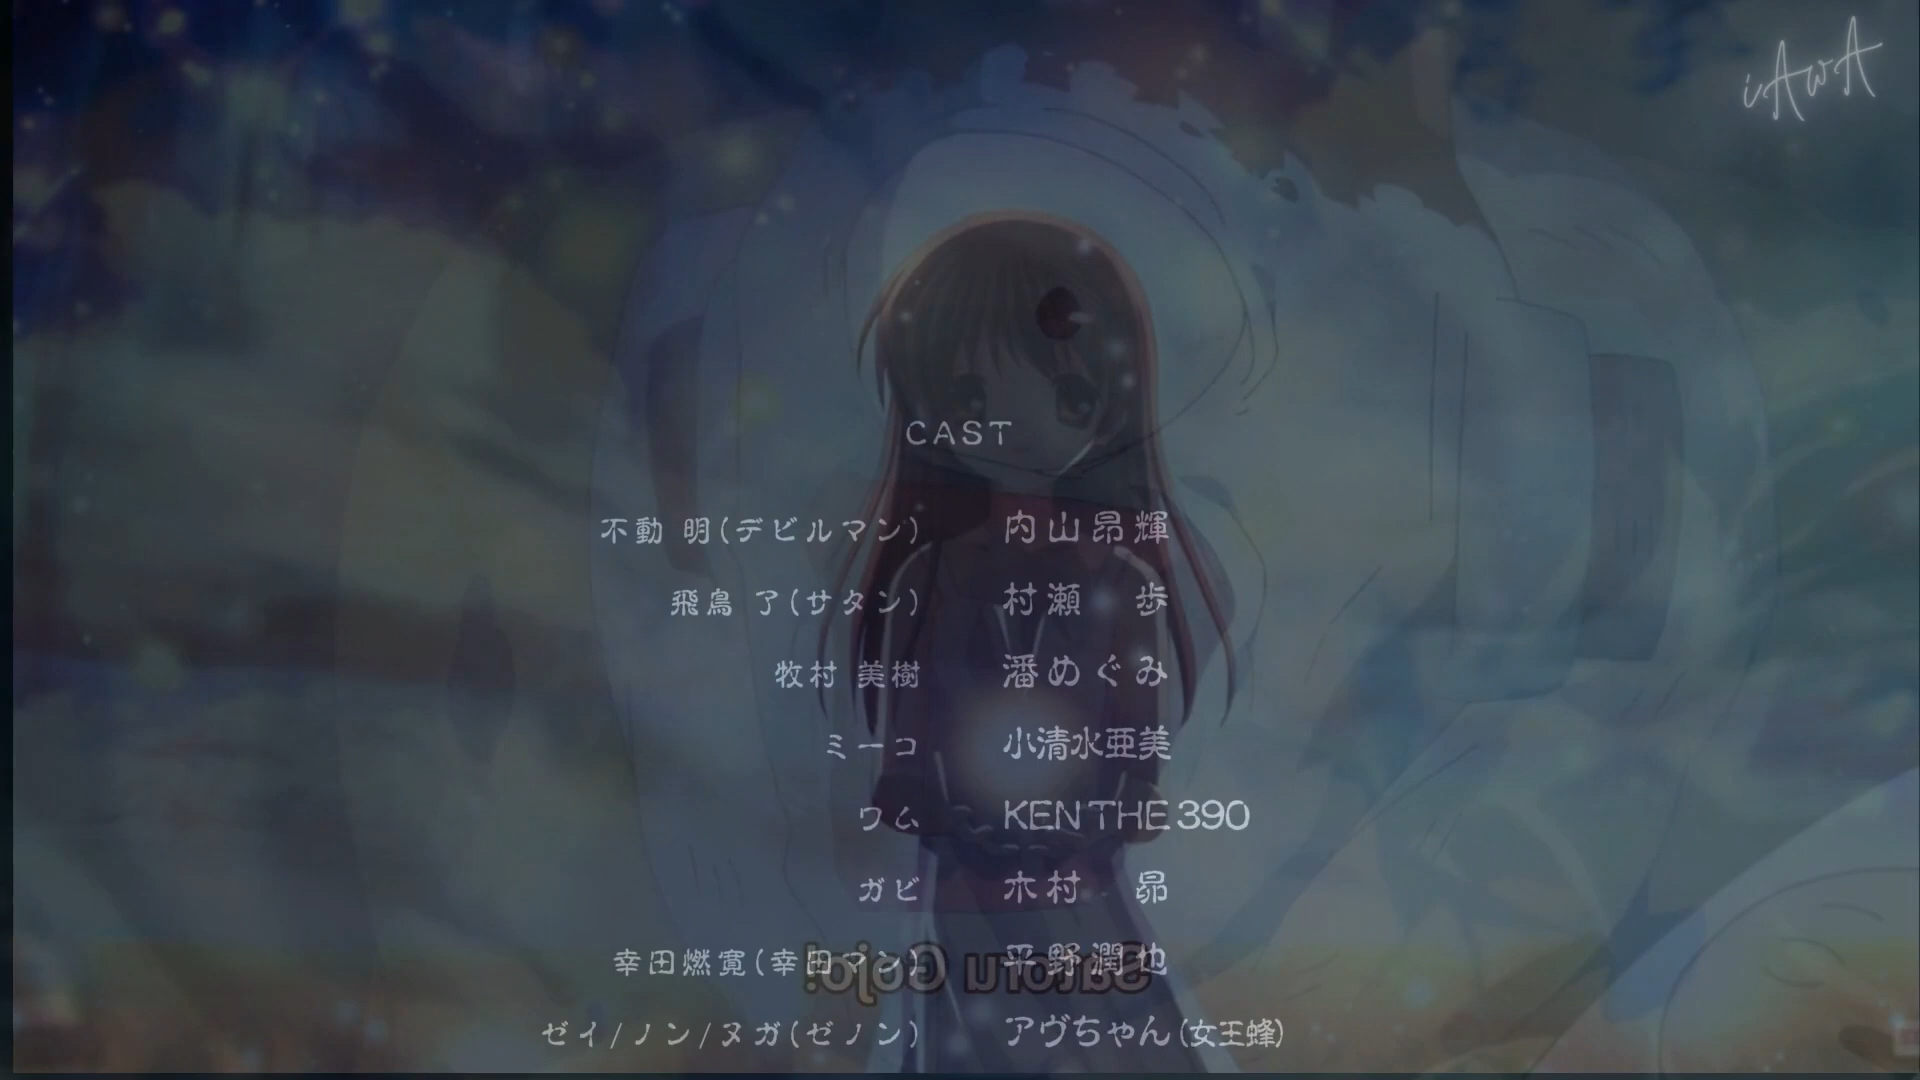 iAwA
CAST
不動 明(デビルマン) 内山昂輝
飛鳥 了(サタン) 村瀬 歩
牧村 美樹 潘めぐみ
ミーコ 小清水亜美
ワム KEN THE 390
ガビ 木村 昴
幸田燃寛(幸田マン) 平野潤也
Satoru Gojo!
ゼイ/ノン/ヌガ(ゼノン) アヴちゃん(女王蜂)